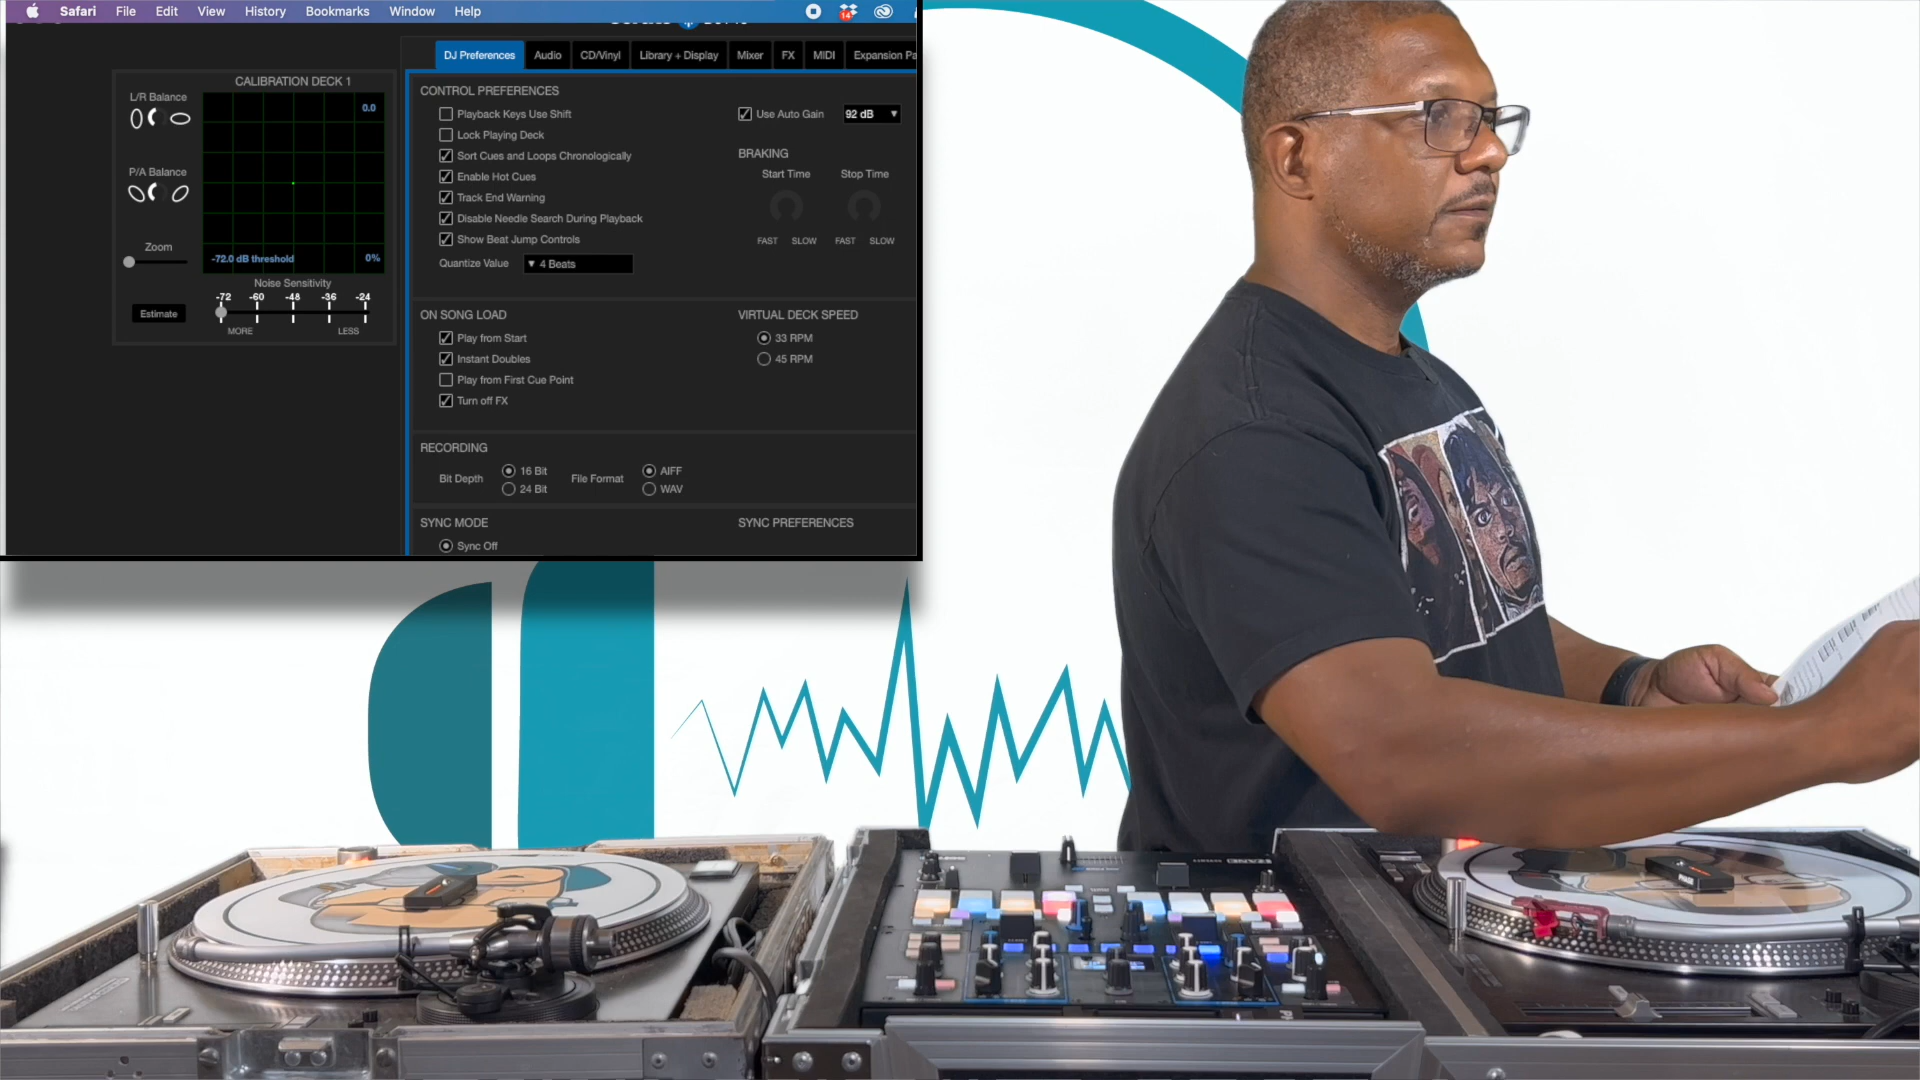 Safari File Edit View History Bookmarks Window Help
14
DJ Preferences Audio CD/Vinyl Library + Display Mixer FX MIDI Expansion Pa
CALIBRATION DECK 1
L/R Balance
0.0
P/A Balance
Zoom
-72.0 dB threshold 0%
Noise Sensitivity
-72 -60 -48 -36 -24
MORE LESS
Estimate
CONTROL PREFERENCES
Playback Keys Use Shift
Lock Playing Deck
Sort Cues and Loops Chronologically
Enable Hot Cues
Track End Warning
Disable Needle Search During Playback
Show Beat Jump Controls
Quantize Value 4 Beats
Use Auto Gain 92 dB
BRAKING
Start Time Stop Time
FAST SLOW FAST SLOW
ON SONG LOAD
Play from Start
Instant Doubles
Play from First Cue Point
Turn off FX
VIRTUAL DECK SPEED
33 RPM
45 RPM
RECORDING
Bit Depth 16 Bit File Format AIFF
24 Bit WAV
SYNC MODE SYNC PREFERENCES
Sync Off
PHASE